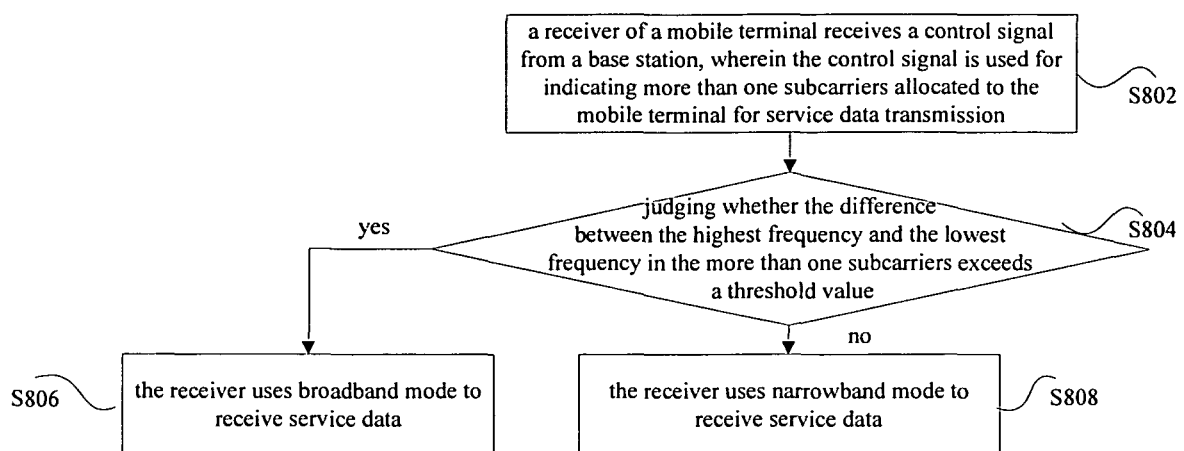 a receiver of a mobile terminal receives a control signal
from a base station, wherein the control signal is used for
indicating more than one subcarriers allocated to the
mobile terminal for service data transmission
S802
judging whether the difference
between the highest frequency and the lowest
frequency in the more than one subcarriers exceeds
a threshold value
S804
yes
no
S806
the receiver uses broadband mode to
receive service data
the receiver uses narrowband mode to
receive service data
S808